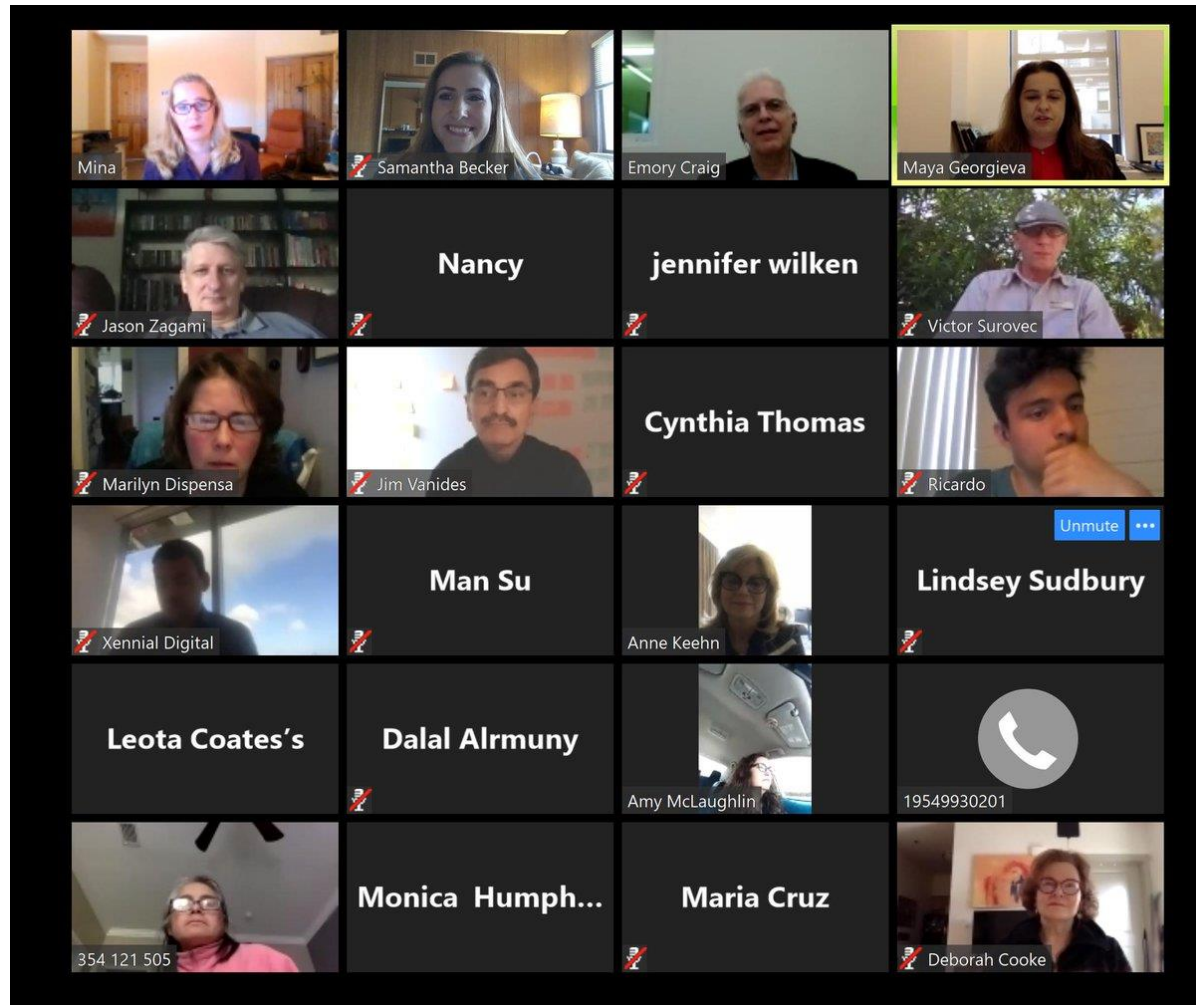 Mina
Samantha Becker
Emory Craig
Maya Georgieva
Jason Zagami
Nancy
jennifer wilken
Victor Surovec
Marilyn Dispensa
Jim Vanides
Cynthia Thomas
Ricardo
Xennial Digital
Man Su
Anne Keehn
Unmute ...
Lindsey Sudbury
Leota Coates’s
Dalal Alrmuny
Amy McLaughlin
19549930201
354 121 505
Monica Humph...
Maria Cruz
Deborah Cooke